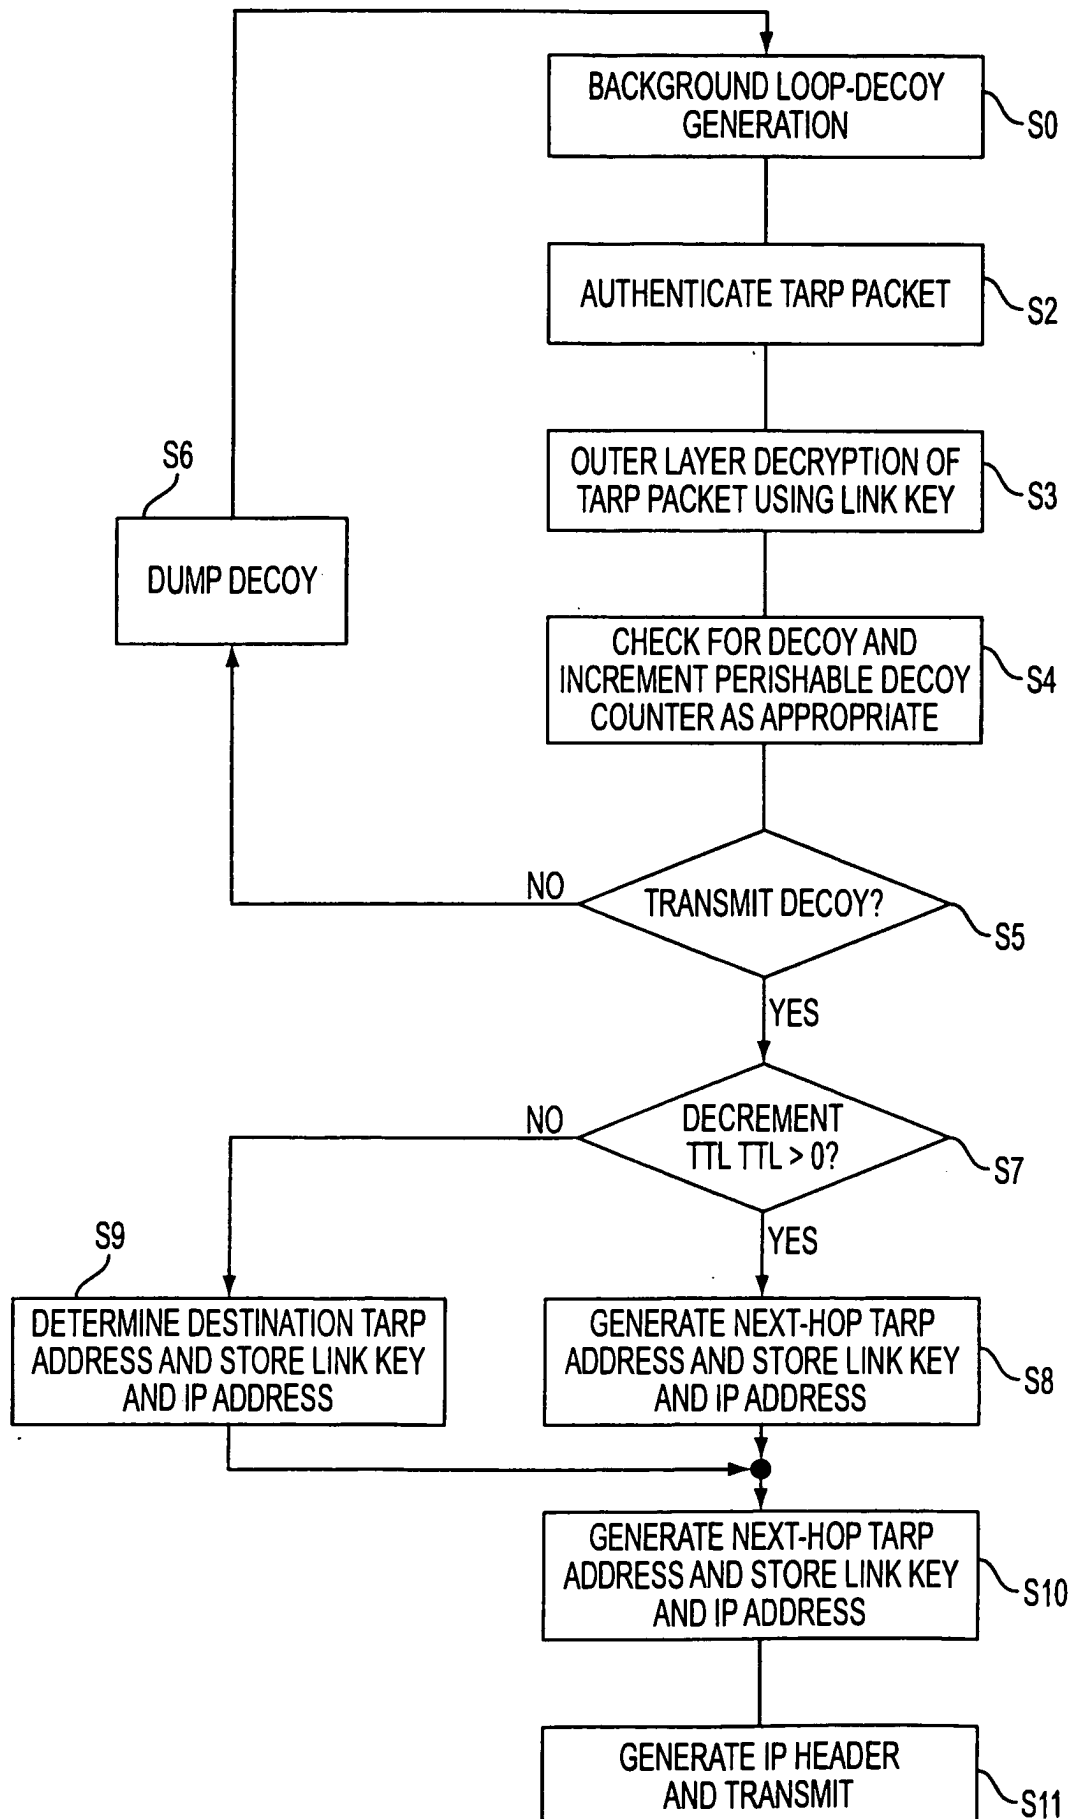 BACKGROUND LOOP-DECOY
GENERATION
S0
AUTHENTICATE TARP PACKET
S2
OUTER LAYER DECRYPTION OF
TARP PACKET USING LINK KEY
S3
S6
DUMP DECOY
CHECK FOR DECOY AND
INCREMENT PERISHABLE DECOY
COUNTER AS APPROPRIATE
S4
NO
TRANSMIT DECOY?
S5
YES
NO
DECREMENT
TTL TTL > 0?
S7
YES
S9
DETERMINE DESTINATION TARP
ADDRESS AND STORE LINK KEY
AND IP ADDRESS
GENERATE NEXT-HOP TARP
ADDRESS AND STORE LINK KEY
AND IP ADDRESS
S8
GENERATE NEXT-HOP TARP
ADDRESS AND STORE LINK KEY
AND IP ADDRESS
S10
GENERATE IP HEADER
AND TRANSMIT
S11